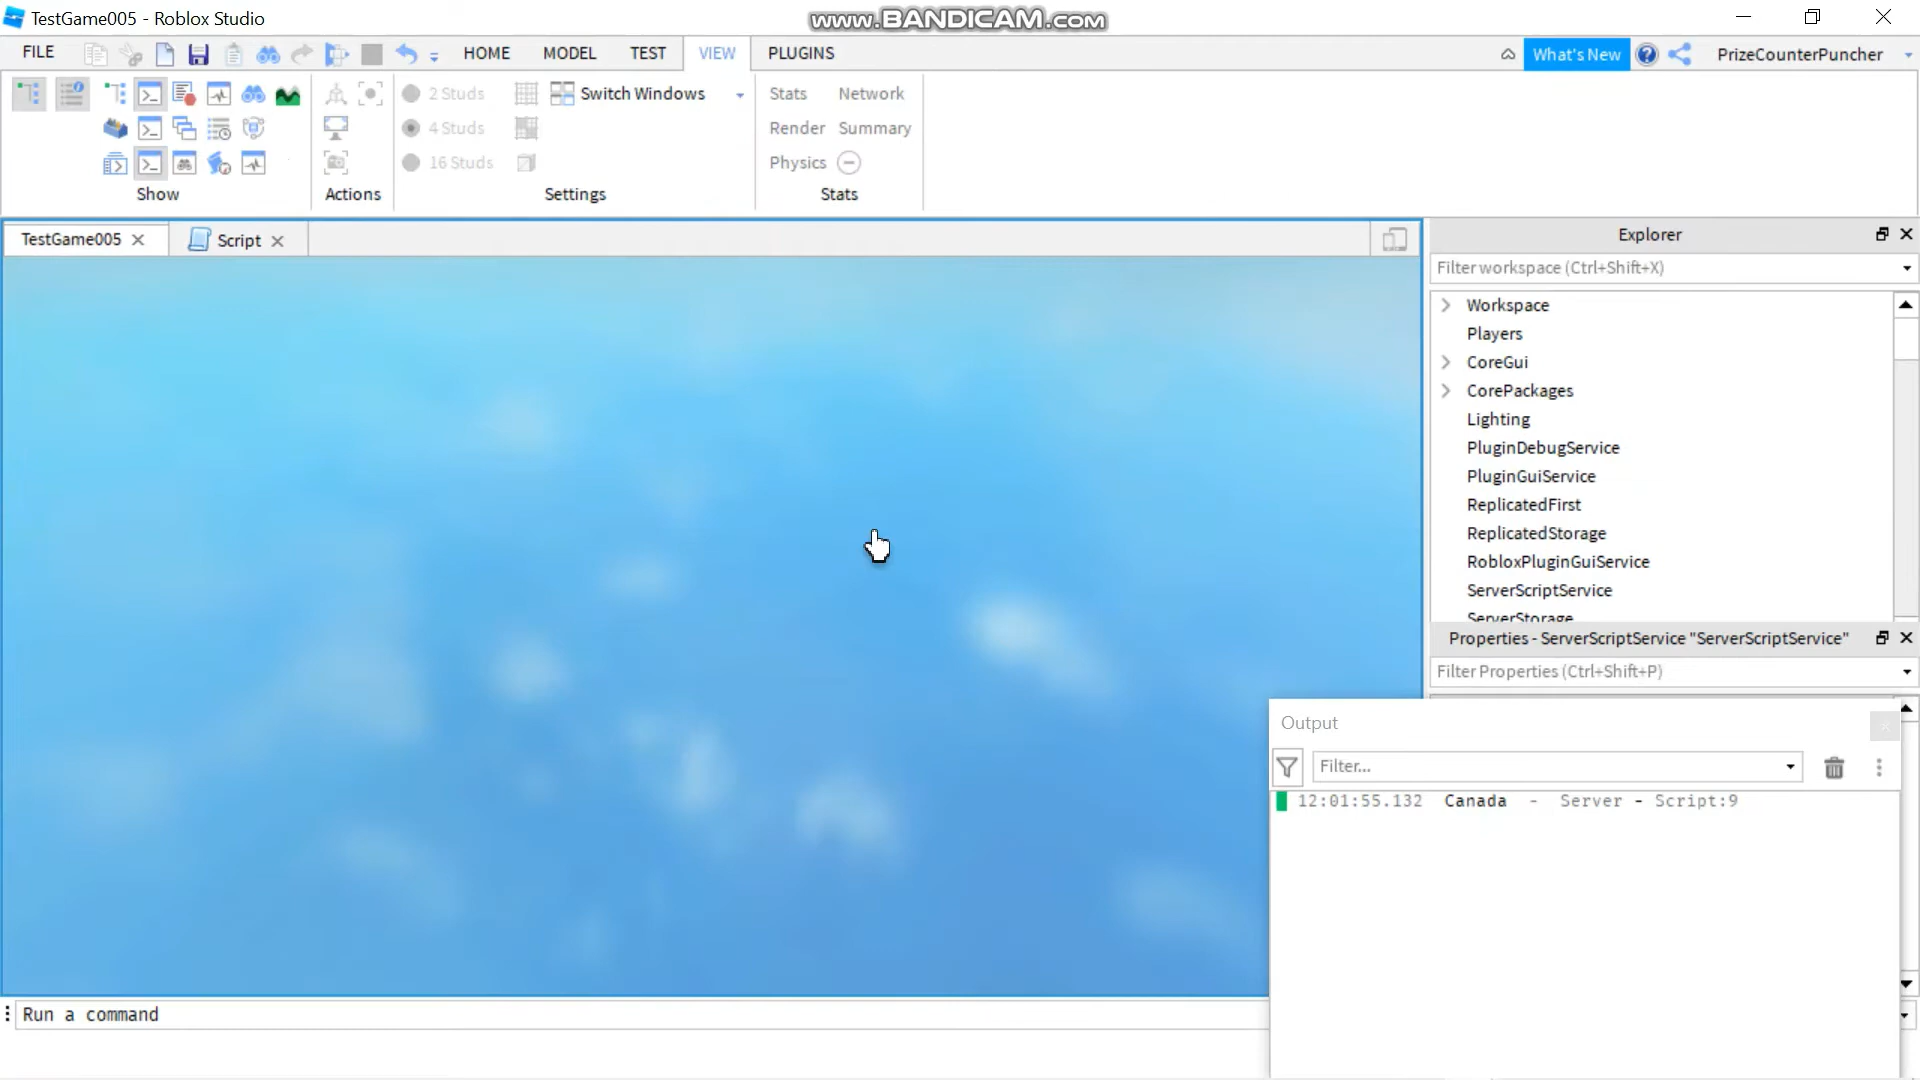 TestGame005 - Roblox Studio
www.BANDICAM.com
FILE
HOME
MODEL
TEST
VIEW
PLUGINS
What's New
PrizeCounterPuncher
2 Studs
Switch Windows
Stats
Network
4 Studs
Render
Summary
16 Studs
Physics
Show
Actions
Settings
Stats
TestGame005
Script
Explorer
Filter workspace (Ctrl+Shift+X)
Workspace
Players
CoreGui
CorePackages
Lighting
PluginDebugService
PluginGuiService
ReplicatedFirst
ReplicatedStorage
RobloxPluginGuiService
ServerScriptService
ServerStorage
Properties - ServerScriptService "ServerScriptService"
Filter Properties (Ctrl+Shift+P)
Output
Filter...
12:01:55.132 Canada - Server - Script:9
Run a command